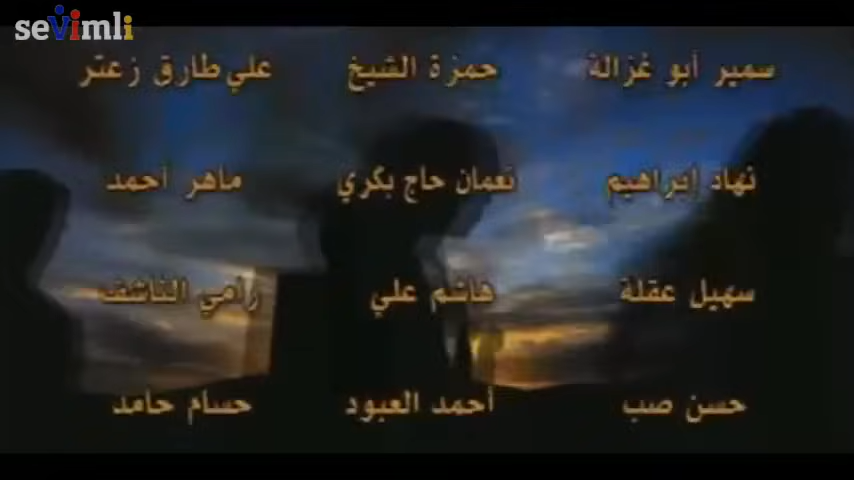 seVimli
سمير أبو غزالة حمزة الشيخ علي طارق زعتر
نهاد إبراهيم نعمان حاج بكري ماهر أحمد
سهيل عقلة هاشم علي رامي الناشف
حسن صب أحمد العبود حسام حامد